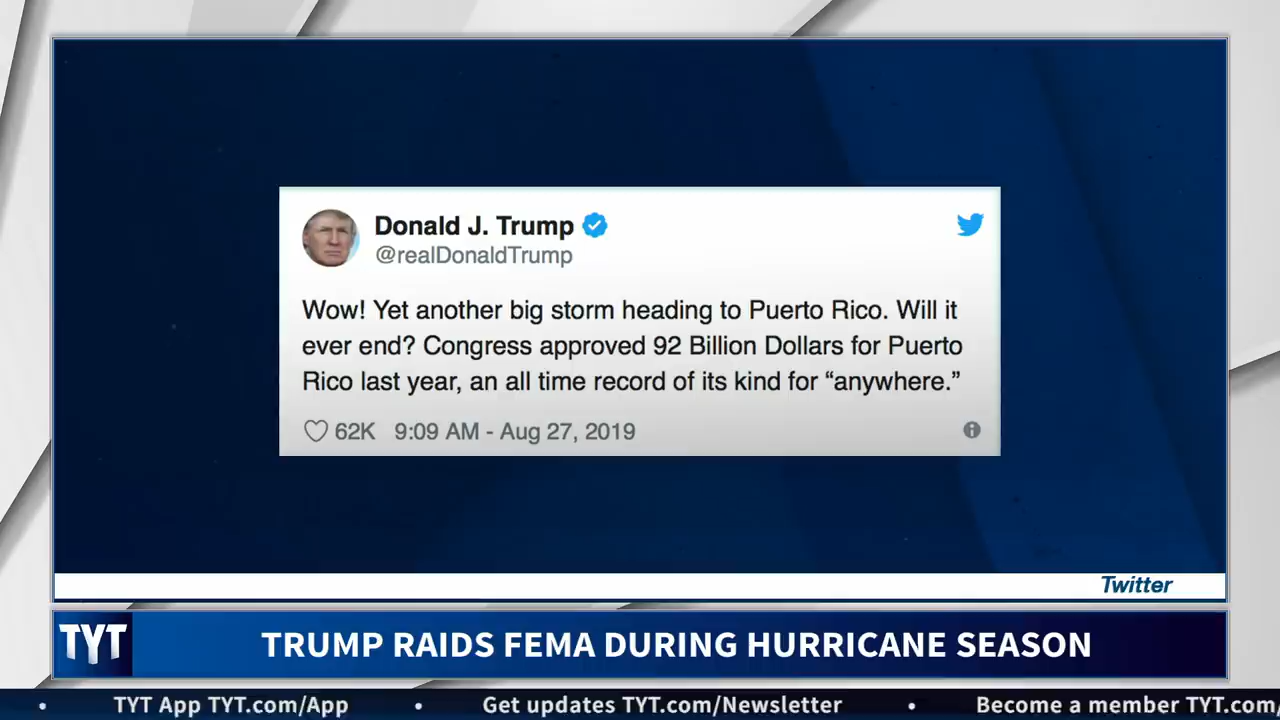 Donald J. Trump
@realDonaldTrump
Wow! Yet another big storm heading to Puerto Rico. Will it
ever end? Congress approved 92 Billion Dollars for Puerto
Rico last year, an all time record of its kind for “anywhere.”
62K 9:09 AM - Aug 27, 2019
Twitter
TYT TRUMP RAIDS FEMA DURING HURRICANE SEASON
• TYT App TYT.com/App • Get updates TYT.com/Newsletter • Become a member TYT.com/